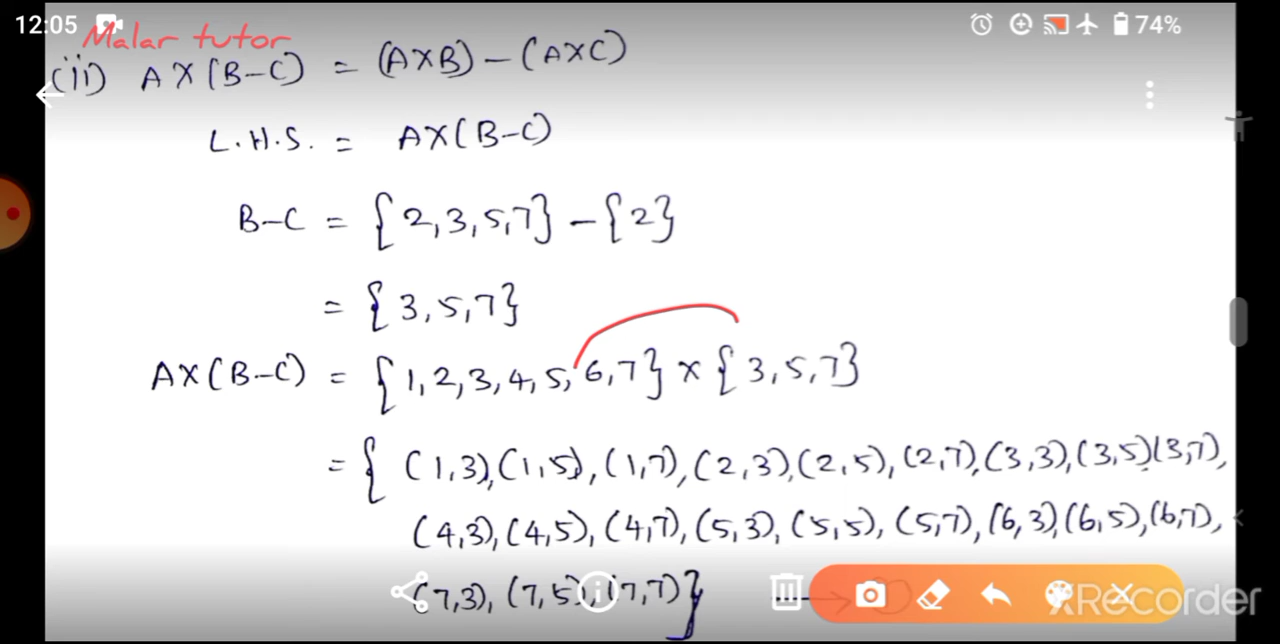 12:05
74%
Malar tutor
(ii) A×(B-C) = (A×B) - (A×C)
L.H.S. = A×(B-C)
B-C = {2,3,5,7} - {2}
= {3,5,7}
A×(B-C) = {1,2,3,4,5,6,7} × {3,5,7}
= { (1,3),(1,5),(1,7),(2,3)(2,5),(2,7),(3,3),(3,5)(3,7),
(4,3),(4,5),(4,7),(5,3),(5,5),(5,7),(6,3)(6,5),(6,7),
(7,3),(7,5),(7,7)}
XRecorder